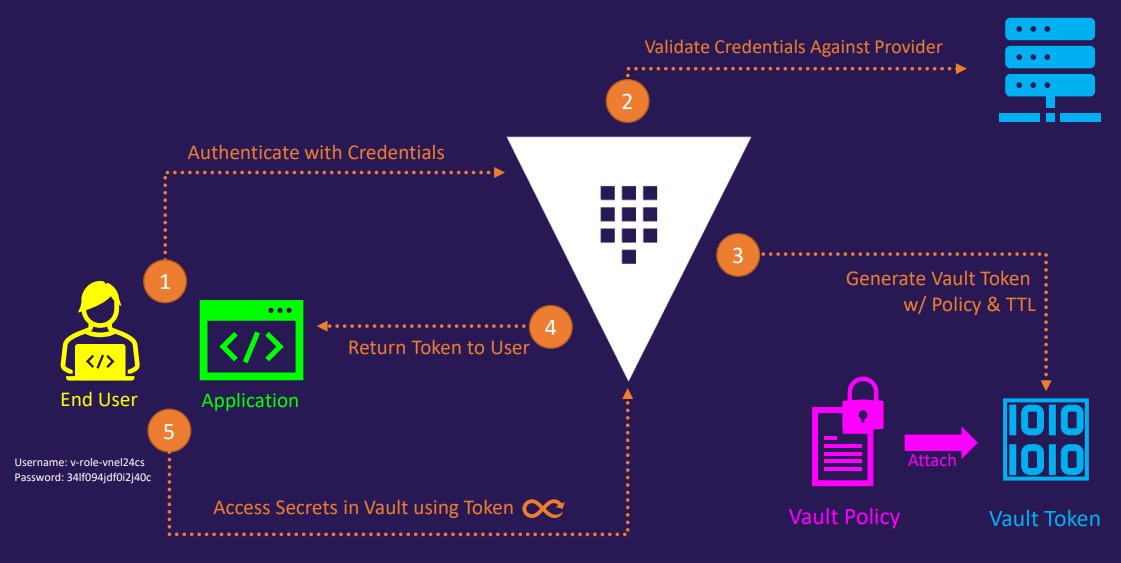 Validate Credentials Against Provider
2
Authenticate with Credentials
3
1
Generate Vault Token
w/ Policy & TTL
4
Return Token to User
</>
</>
End User
Application
5
IOIO
IOIO
Attach
Username: v-role-vnel24cs
Password: 34lf094jdf0i2j40c
Access Secrets in Vault using Token
Vault Policy
Vault Token